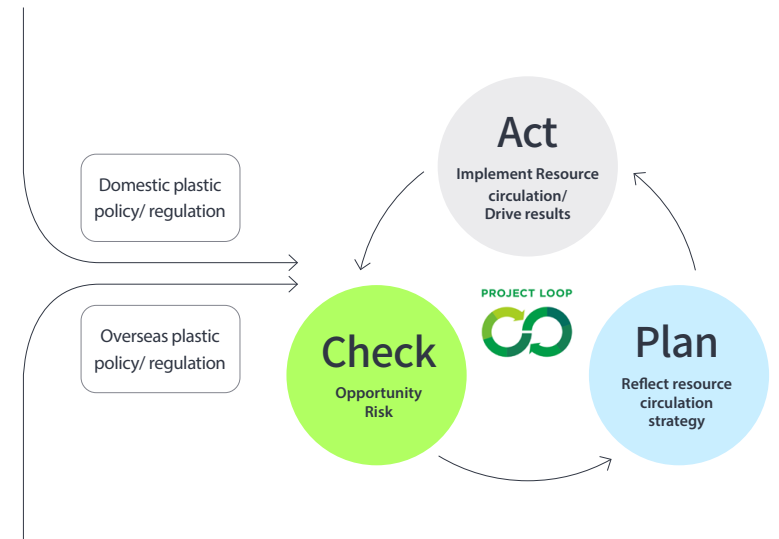 Domestic plastic
policy/ regulation
Overseas plastic
policy/ regulation
Act
Implement Resource
circulation/
Drive results
PROJECT LOOP
Check
Opportunity
Risk
Plan
Reflect resource
circulation
strategy